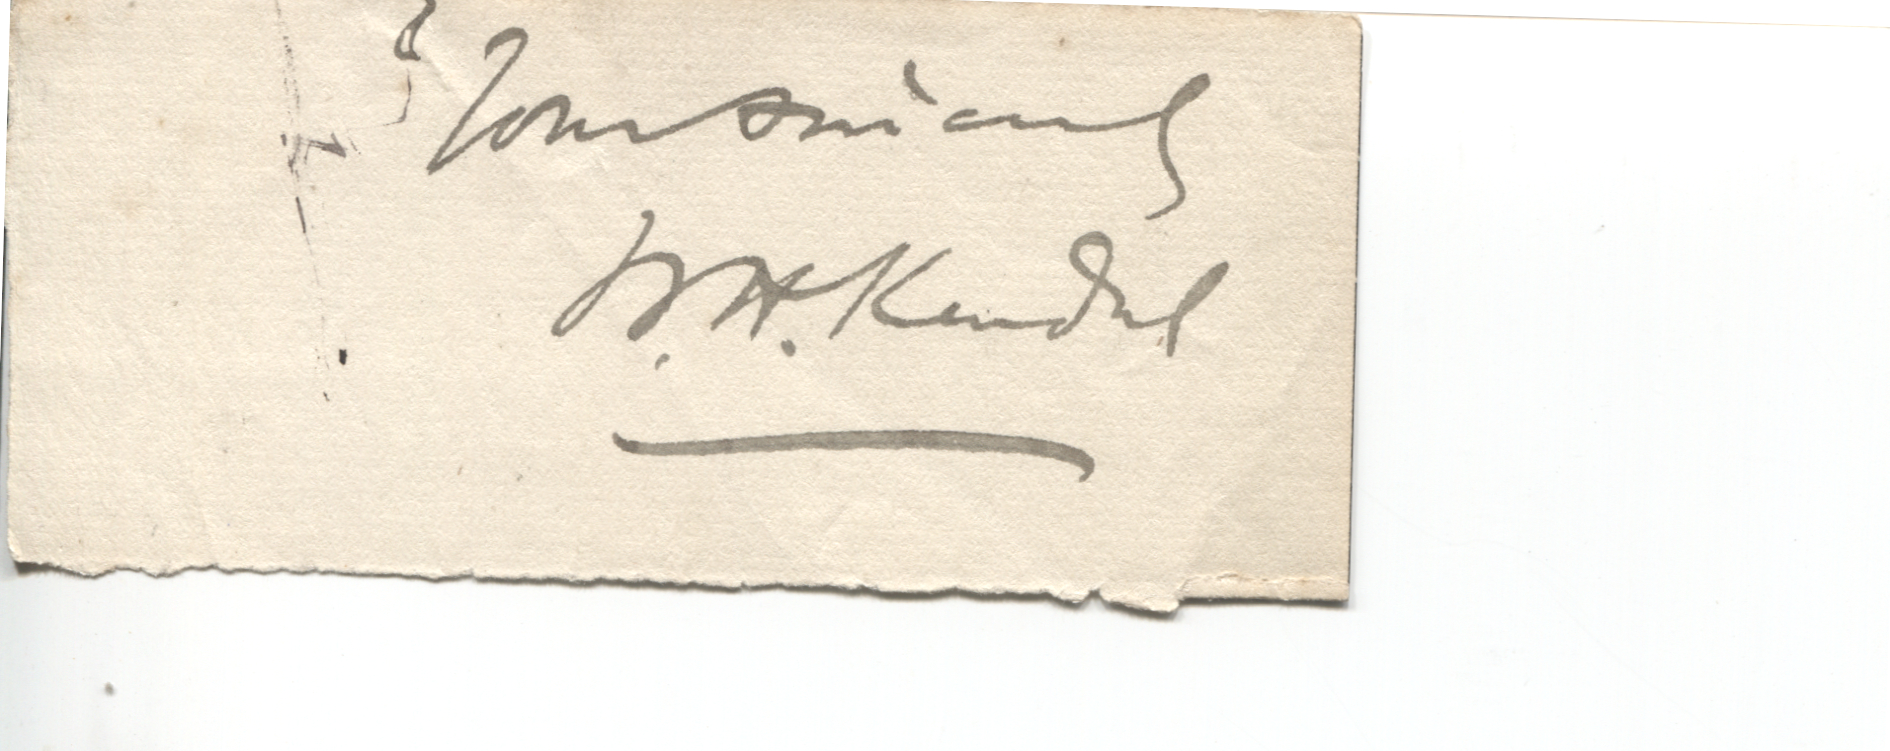 Yours sincerely
W. H. Kendal